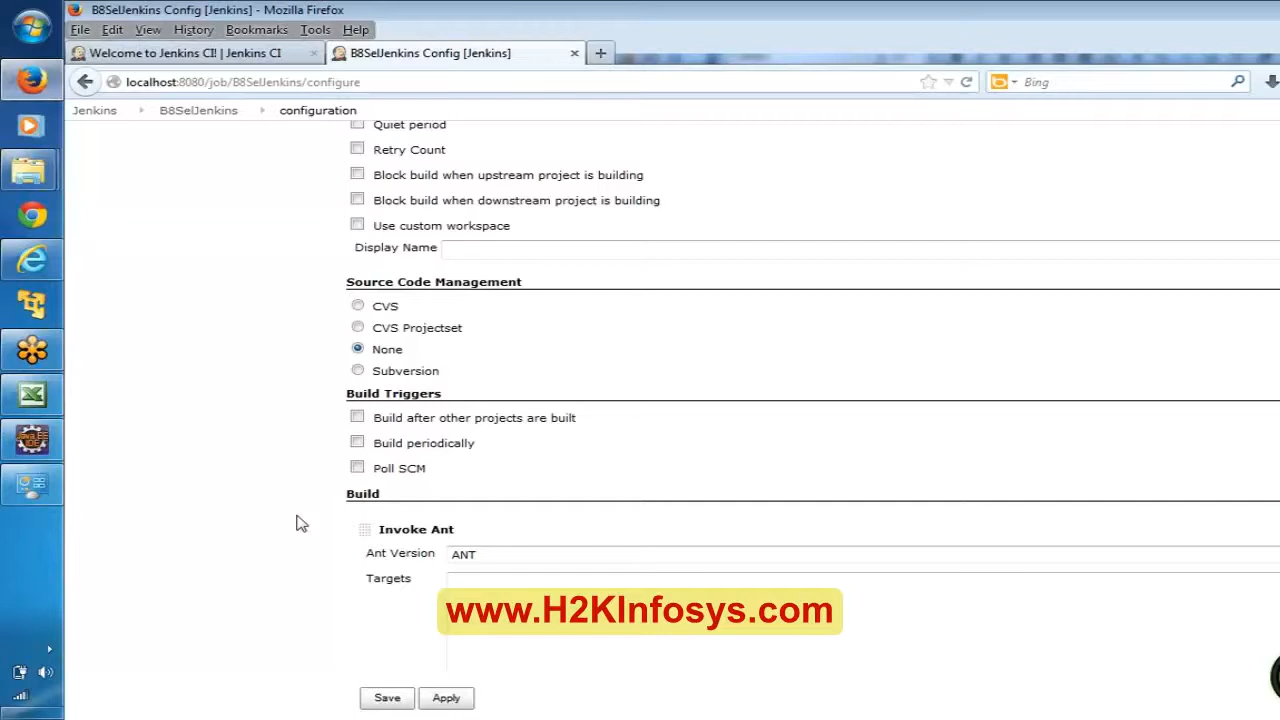 B8SelJenkins Config [Jenkins] - Mozilla Firefox
File Edit View History Bookmarks Tools Help
Welcome to Jenkins CI! | Jenkins CI × B8SelJenkins Config [Jenkins] × +
localhost:8080/job/B8SelJenkins/configure Bing
Jenkins B8SelJenkins configuration
Quiet period
Retry Count
Block build when upstream project is building
Block build when downstream project is building
Use custom workspace
Display Name
Source Code Management
CVS
CVS Projectset
None
Subversion
Build Triggers
Build after other projects are built
Build periodically
Poll SCM
Build
Invoke Ant
Ant Version ANT
Targets
www.H2KInfosys.com
Save Apply